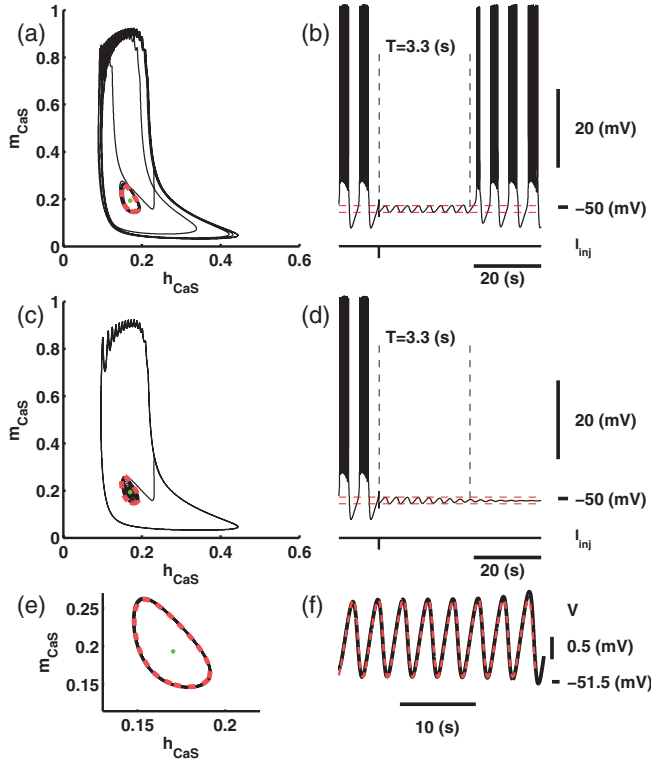 (a)
1
0.8
0.6
0.4
0.2
0
m_CaS
0 0.2 0.4 0.6
h_CaS
(b)
T=3.3 (s)
20 (mV)
−50 (mV)
I_inj
20 (s)
(c)
1
0.8
0.6
0.4
0.2
0
m_CaS
0 0.2 0.4 0.6
h_CaS
(d)
T=3.3 (s)
20 (mV)
−50 (mV)
I_inj
20 (s)
(e)
0.25
0.2
0.15
m_CaS
0.15 0.2
h_CaS
(f)
V
0.5 (mV)
−51.5 (mV)
10 (s)